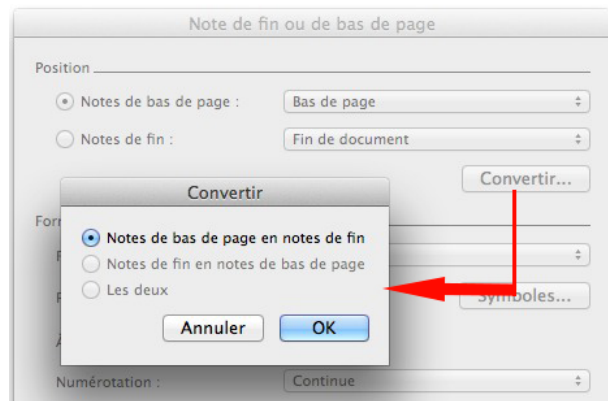 Note de fin ou de bas de page
Position
Notes de bas de page : Bas de page
Notes de fin : Fin de document
Convertir...
Convertir
Notes de bas de page en notes de fin
Notes de fin en notes de bas de page
Les deux
Symboles...
Annuler OK
Numérotation : Continue